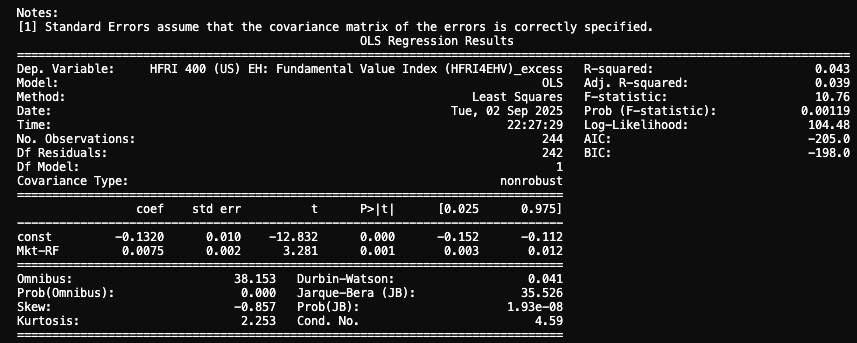 Notes:
[1] Standard Errors assume that the covariance matrix of the errors is correctly specified.
OLS Regression Results
==============================================================================
Dep. Variable: HFRI 400 (US) EH: Fundamental Value Index (HFRI4EHV)_excess R-squared: 0.043
Model: OLS Adj. R-squared: 0.039
Method: Least Squares F-statistic: 10.76
Date: Tue, 02 Sep 2025 Prob (F-statistic): 0.00119
Time: 22:27:29 Log-Likelihood: 104.48
No. Observations: 244 AIC: -205.0
Df Residuals: 242 BIC: -198.0
Df Model: 1
Covariance Type: nonrobust
==============================================================================
coef std err t P>|t| [0.025 0.975]
------------------------------------------------------------------------------
const -0.1320 0.010 -12.832 0.000 -0.152 -0.112
Mkt-RF 0.0075 0.002 3.281 0.001 0.003 0.012
==============================================================================
Omnibus: 38.153 Durbin-Watson: 0.041
Prob(Omnibus): 0.000 Jarque-Bera (JB): 35.526
Skew: -0.857 Prob(JB): 1.93e-08
Kurtosis: 2.253 Cond. No. 4.59
==============================================================================